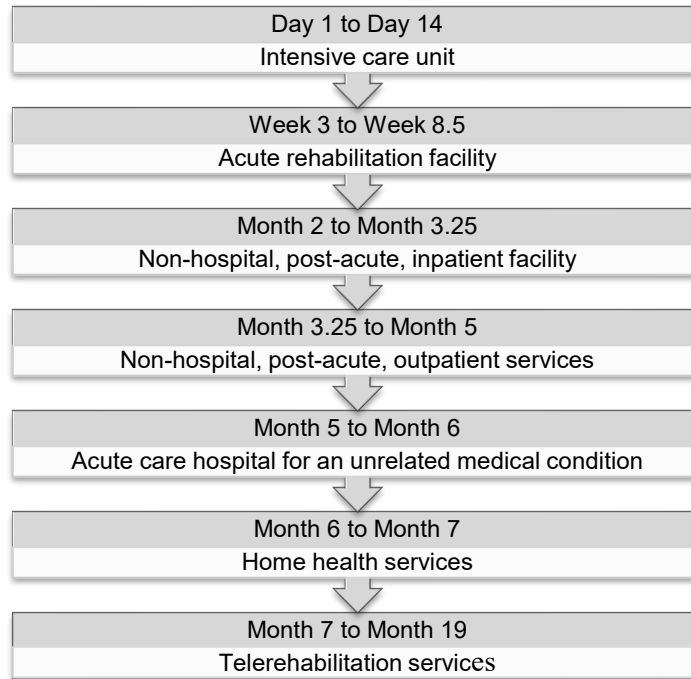 Day 1 to Day 14
Intensive care unit
Week 3 to Week 8.5
Acute rehabilitation facility
Month 2 to Month 3.25
Non-hospital, post-acute, inpatient facility
Month 3.25 to Month 5
Non-hospital, post-acute, outpatient services
Month 5 to Month 6
Acute care hospital for an unrelated medical condition
Month 6 to Month 7
Home health services
Month 7 to Month 19
Telerehabilitation services